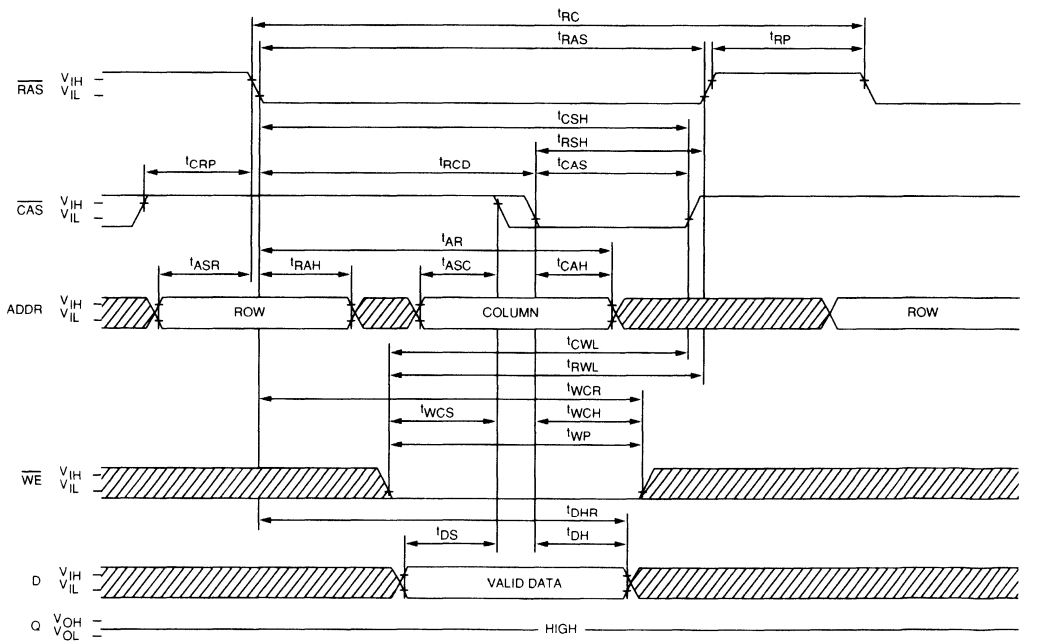 tRC
tRAS
tRP
RAS VIH VIL
tCSH
tRSH
tCRP
tRCD
tCAS
CAS VIH VIL
tAR
tASR
tRAH
tASC
tCAH
ADDR VIH VIL
ROW
COLUMN
ROW
tCWL
tRWL
tWCR
tWCS
tWCH
tWP
WE VIH VIL
tDHR
tDS
tDH
D VIH VIL
VALID DATA
Q VOH VOL
HIGH